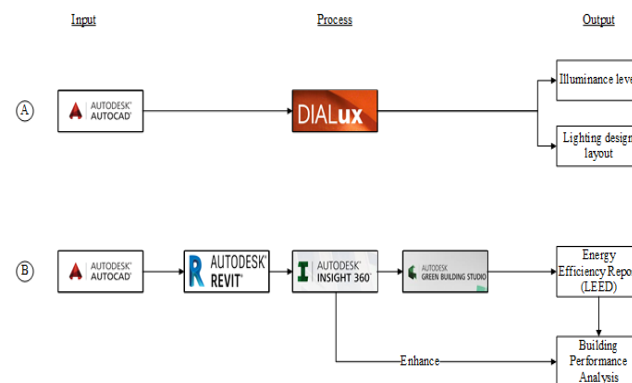 Input
Process
Output
A
AUTODESK®
AUTOCAD®
DIALux
Illuminance leve
Lighting design
layout
B
AUTODESK®
AUTOCAD®
AUTODESK®
REVIT®
AUTODESK®
INSIGHT 360™
AUTODESK®
GREEN BUILDING STUDIO
Energy
Efficiency Repo
(LEED)
Enhance
Building
Performance
Analysis